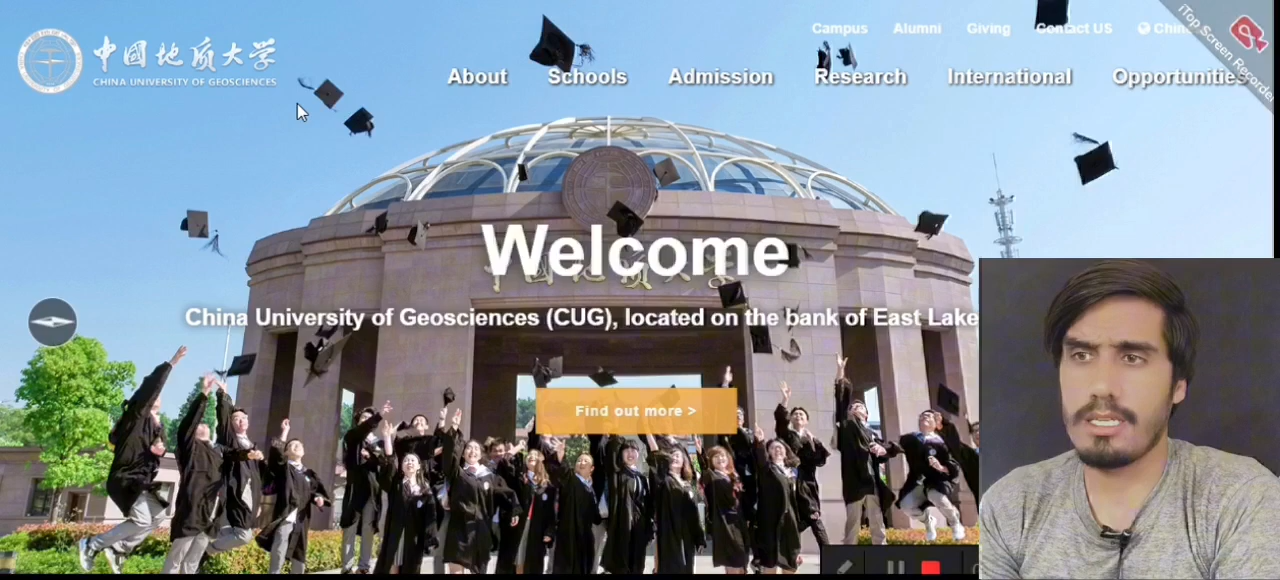 Campus Alumni Giving Contact US
iTop Screen Recorder
中國地质大学
CHINA UNIVERSITY OF GEOSCIENCES
About Schools Admission Research International Opportunities
Welcome
China University of Geosciences (CUG), located on the bank of East Lake
Find out more >